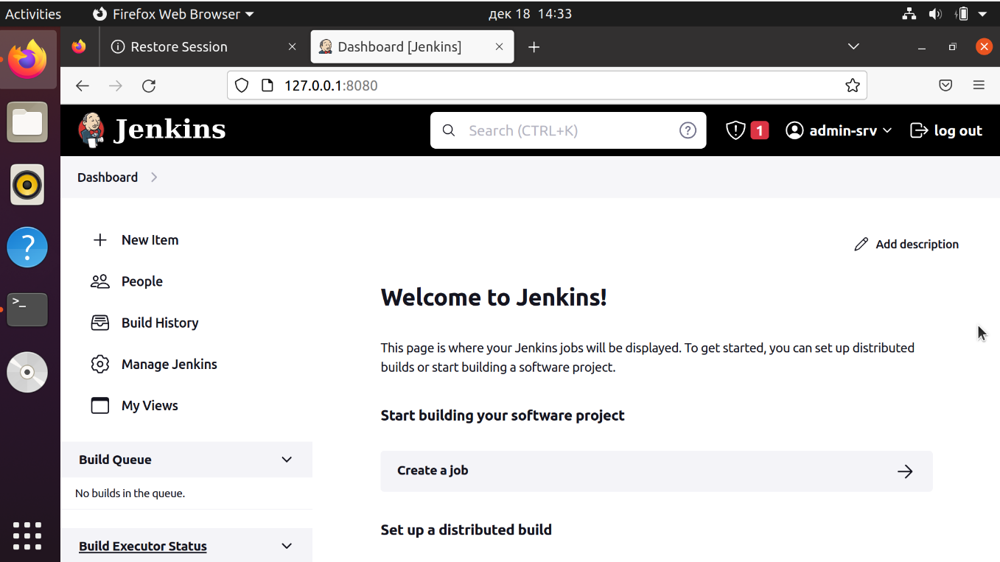 Activities Firefox Web Browser дек 18 14:33
Restore Session Dashboard [Jenkins]
127.0.0.1:8080
Jenkins Search (CTRL+K) 1 admin-srv log out
Dashboard
New Item
Add description
People
Build History
Manage Jenkins
My Views
Build Queue
No builds in the queue.
Build Executor Status
Welcome to Jenkins!
This page is where your Jenkins jobs will be displayed. To get started, you can set up distributed
builds or start building a software project.
Start building your software project
Create a job
Set up a distributed build